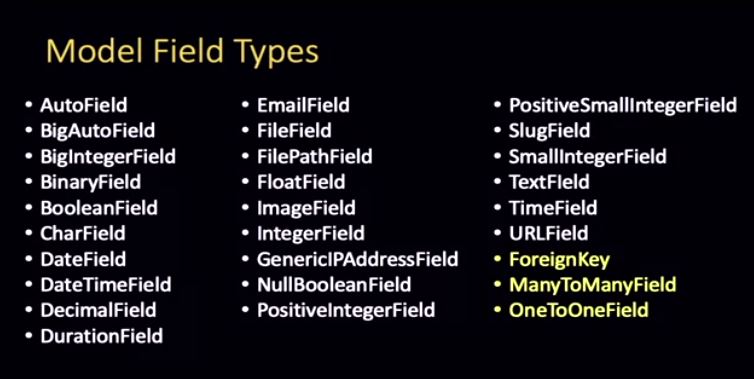 Model Field Types
• AutoField
• BigAutoField
• BigIntegerField
• BinaryField
• BooleanField
• CharField
• DateField
• DateTimeField
• DecimalField
• DurationField
• EmailField
• FileField
• FilePathField
• FloatField
• ImageField
• IntegerField
• GenericIPAddressField
• NullBooleanField
• PositiveIntegerField
• PositiveSmallIntegerField
• SlugField
• SmallIntegerField
• TextFIeld
• TimeField
• URLField
• ForeignKey
• ManyToManyField
• OneToOneField